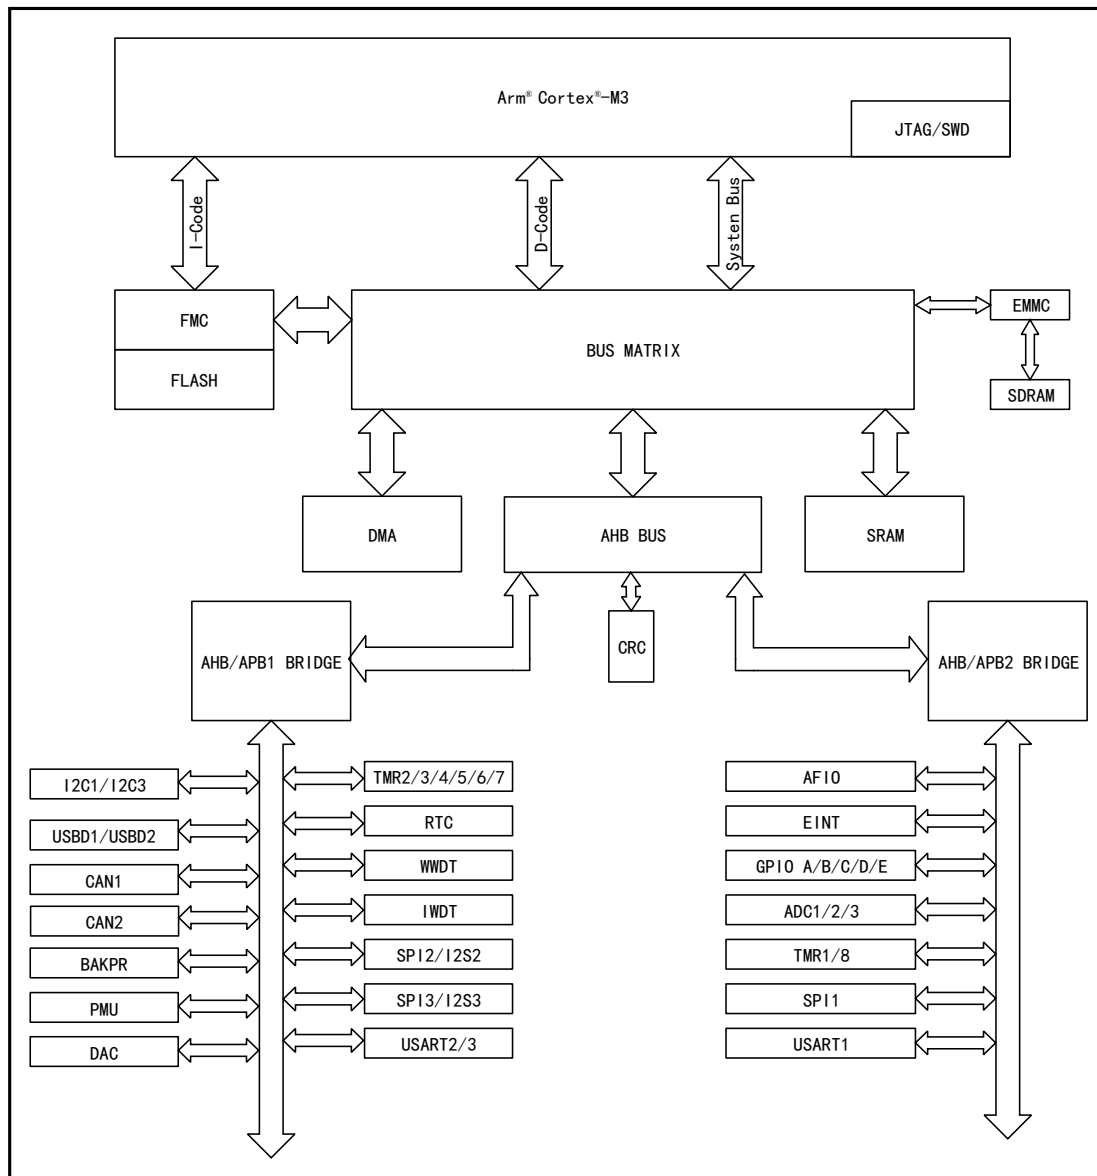 Arm® Cortex®-M3
JTAG/SWD
I-Code
D-Code
Systen Bus
FMC
FLASH
BUS MATRIX
EMMC
SDRAM
DMA
AHB BUS
SRAM
AHB/APB1 BRIDGE
CRC
AHB/APB2 BRIDGE
I2C1/I2C3
USBD1/USBD2
CAN1
CAN2
BAKPR
PMU
DAC
TMR2/3/4/5/6/7
RTC
WWDT
IWDT
SPI2/I2S2
SPI3/I2S3
USART2/3
AFIO
EINT
GPIO A/B/C/D/E
ADC1/2/3
TMR1/8
SPI1
USART1